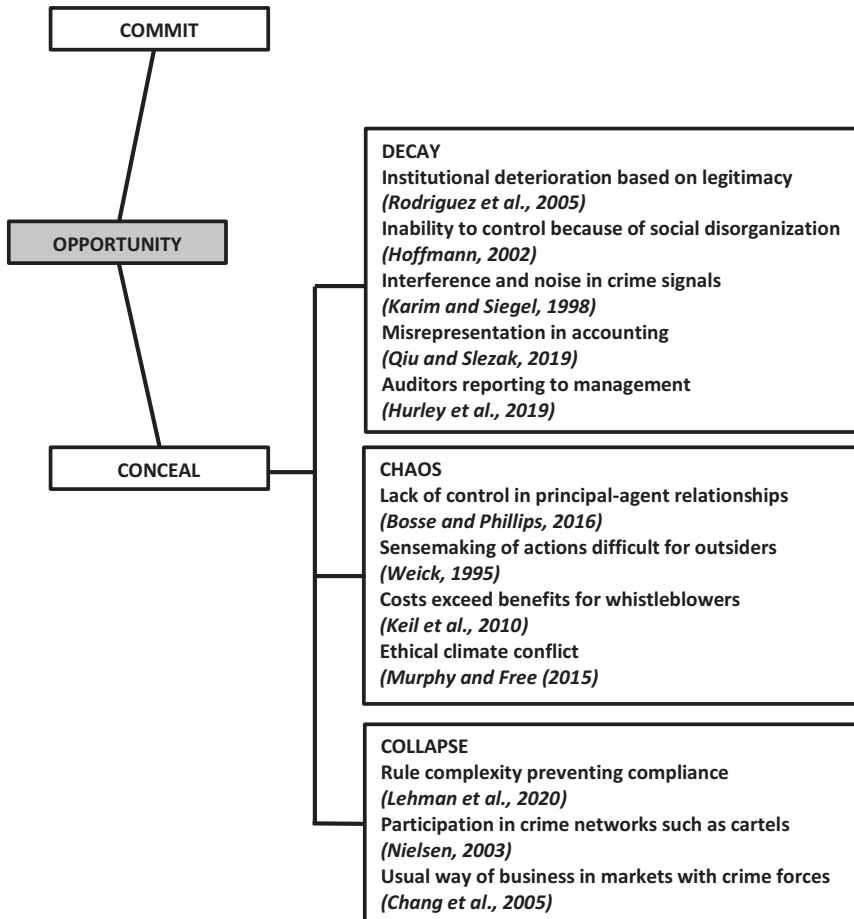 COMMIT
OPPORTUNITY
CONCEAL
DECAY
Institutional deterioration based on legitimacy
(Rodriguez et al., 2005)
Inability to control because of social disorganization
(Hoffmann, 2002)
Interference and noise in crime signals
(Karim and Siegel, 1998)
Misrepresentation in accounting
(Qiu and Slezak, 2019)
Auditors reporting to management
(Hurley et al., 2019)
CHAOS
Lack of control in principal-agent relationships
(Bosse and Phillips, 2016)
Sensemaking of actions difficult for outsiders
(Weick, 1995)
Costs exceed benefits for whistleblowers
(Keil et al., 2010)
Ethical climate conflict
(Murphy and Free (2015)
COLLAPSE
Rule complexity preventing compliance
(Lehman et al., 2020)
Participation in crime networks such as cartels
(Nielsen, 2003)
Usual way of business in markets with crime forces
(Chang et al., 2005)